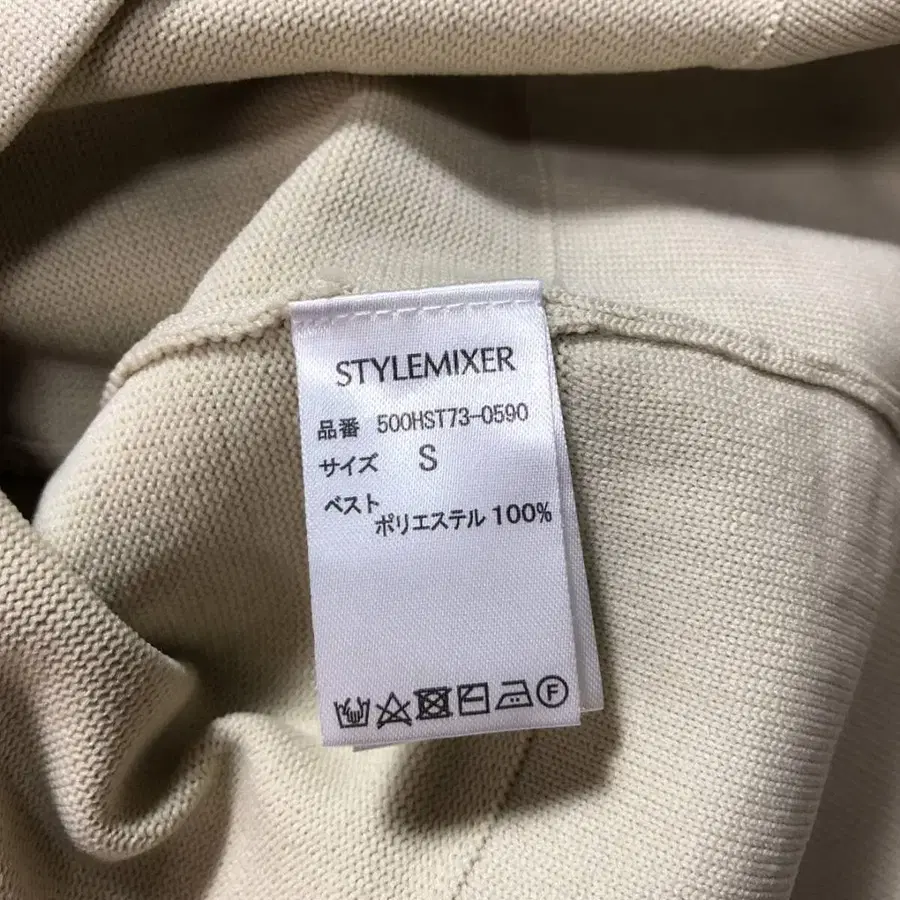 STYLEMIXER
品番 500HST73-0590
サイズ S
ベスト
ポリエステル 100%
F